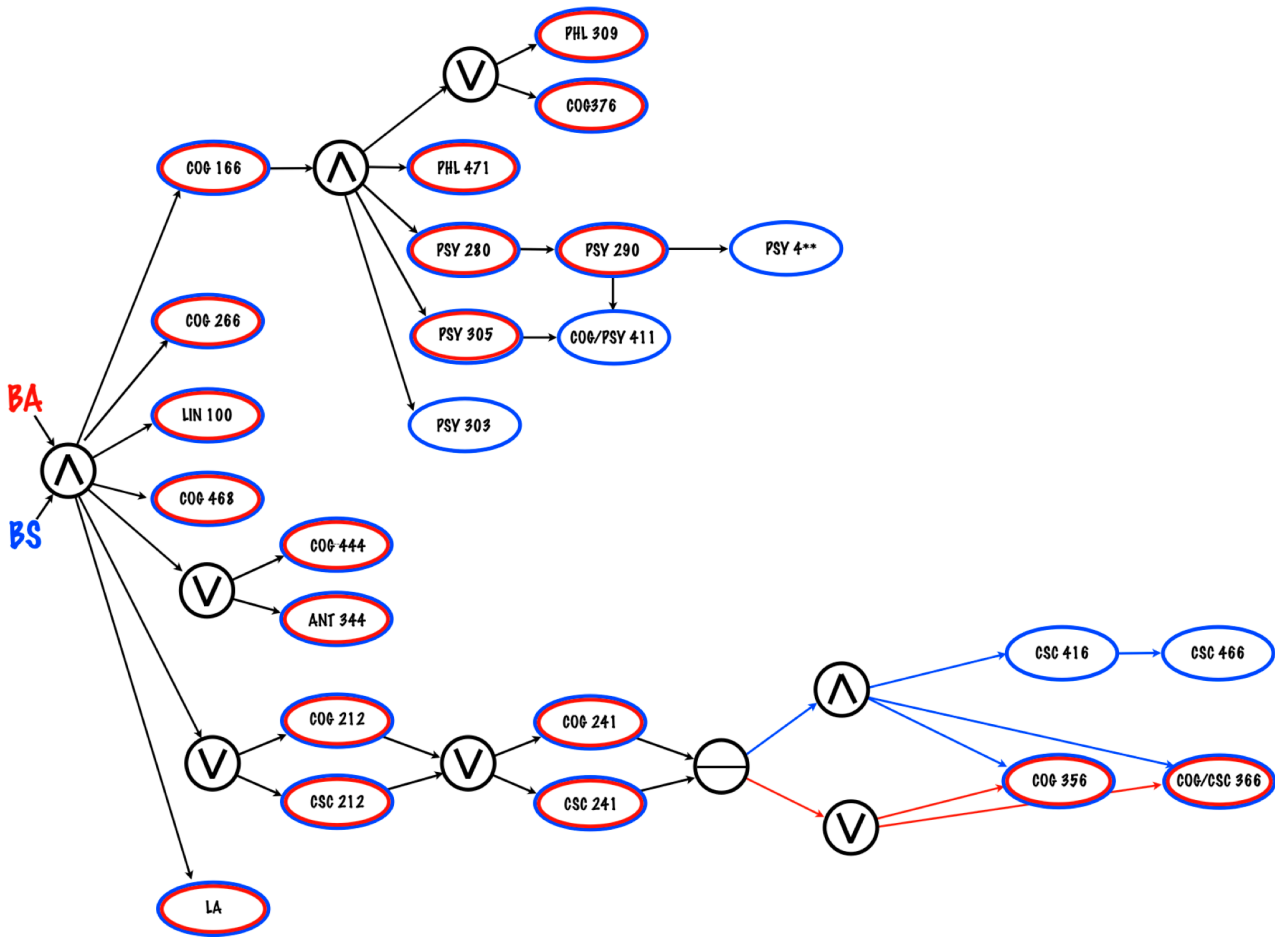 PHL 309
V
COG376
COG 166
Λ
PHL 471
PSY 280
PSY 290
PSY 4**
COG 266
PSY 305
COG/PSY 411
BA
LIN 100
PSY 303
Λ
COG 468
BS
COG 444
V
ANT 344
CSC 416
CSC 466
Λ
COG 212
COG 241
V
V
COG 356
COG/CSC 366
CSC 212
CSC 241
V
LA